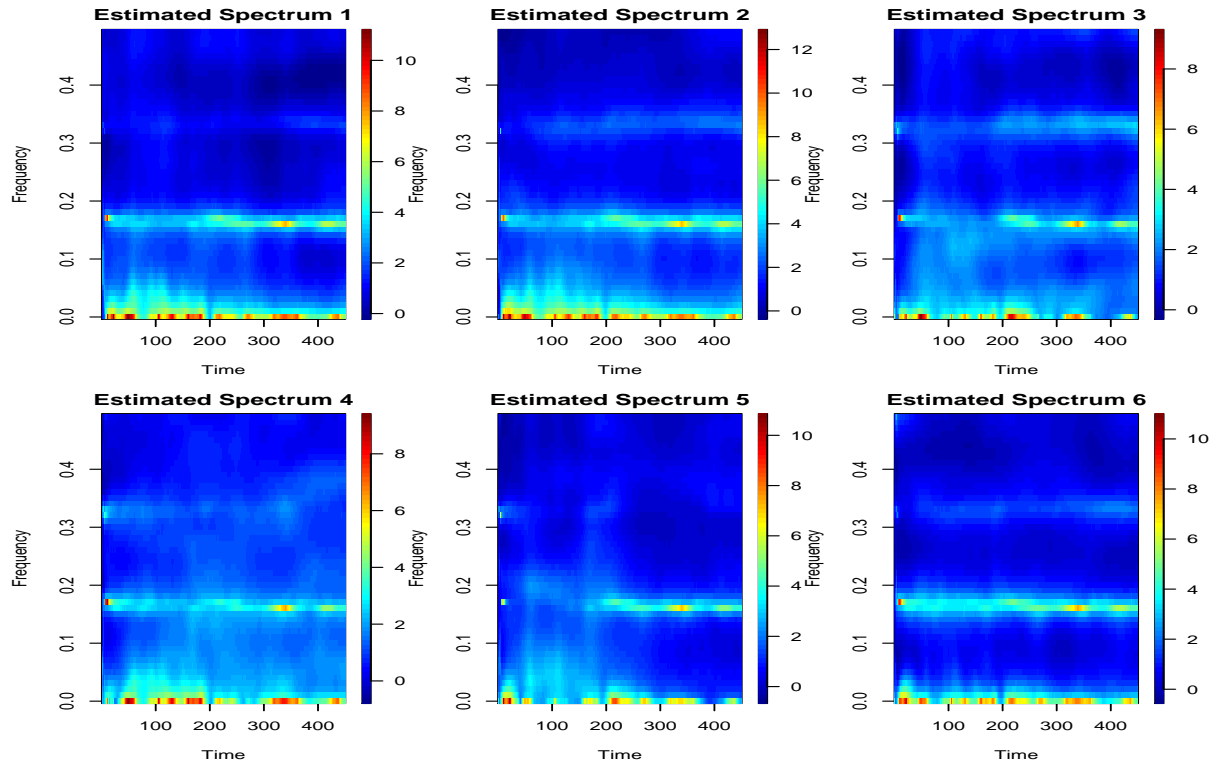 Estimated Spectrum 1
Estimated Spectrum 2
Estimated Spectrum 3
Frequency
0.0 0.1 0.2 0.3 0.4
100 200 300 400
Time
0 2 4 6 8 10
Frequency
0.0 0.1 0.2 0.3 0.4
100 200 300 400
Time
0 2 4 6 8 10 12
Frequency
0.0 0.1 0.2 0.3 0.4
100 200 300 400
Time
0 2 4 6 8
Estimated Spectrum 4
Estimated Spectrum 5
Estimated Spectrum 6
Frequency
0.0 0.1 0.2 0.3 0.4
100 200 300 400
Time
0 2 4 6 8
Frequency
0.0 0.1 0.2 0.3 0.4
100 200 300 400
Time
0 2 4 6 8 10
Frequency
0.0 0.1 0.2 0.3 0.4
100 200 300 400
Time
0 2 4 6 8 10